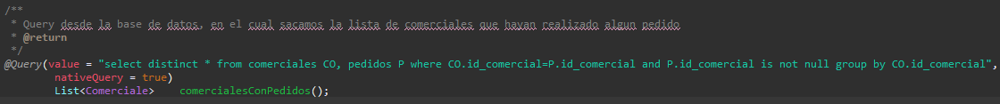 /**
* Query desde la base de datos, en el cual sacamos la lista de comerciales que hayan realizado algun pedido
* @return
*/
@Query(value = "select distinct * from comerciales CO, pedidos P where CO.id_comercial=P.id_comercial and P.id_comercial is not null group by CO.id_comercial",
nativeQuery = true)
List<Comerciale> comercialesConPedidos();